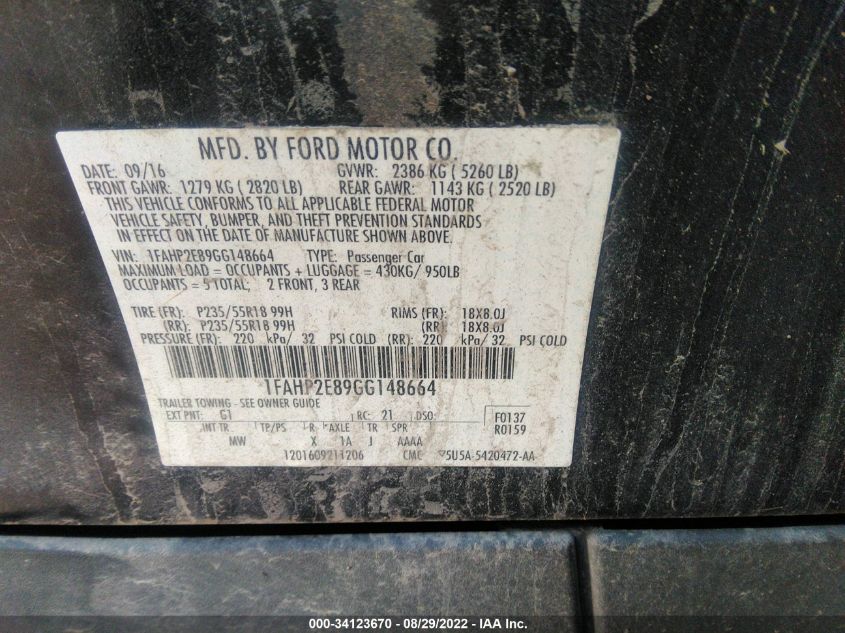 MFD. BY FORD MOTOR CO.
DATE: 09/16 GVWR: 2386 KG ( 5260 LB)
FRONT GAWR: 1279 KG ( 2820 LB) REAR GAWR: 1143 KG ( 2520 LB)
THIS VEHICLE CONFORMS TO ALL APPLICABLE FEDERAL MOTOR
VEHICLE SAFETY, BUMPER, AND THEFT PREVENTION STANDARDS
IN EFFECT ON THE DATE OF MANUFACTURE SHOWN ABOVE.
VIN: 1FAHP2E89GG148664 TYPE: Passenger Car
MAXIMUM LOAD = OCCUPANTS + LUGGAGE = 430KG/ 950LB
OCCUPANTS = 5 TOTAL; 2 FRONT, 3 REAR
TIRE (FR): P235/55R18 99H RIMS (FR): 18X8.0J
(RR): P235/55R18 99H (RR): 18X8.0J
PRESSURE (FR): 220 kPa/ 32 PSI COLD (RR): 220 kPa/ 32 PSI COLD
1FAHP2E89GG148664
TRAILER TOWING - SEE OWNER GUIDE
EXT PNT: G1 RC: 21 DSO: F0137
INT TR TP/PS R AXLE TR SPR R0159
MW X 1A J AAAA
1201609211206 CMC 5U5A-5420472-AA
000-34123670 - 08/29/2022 - IAA Inc.